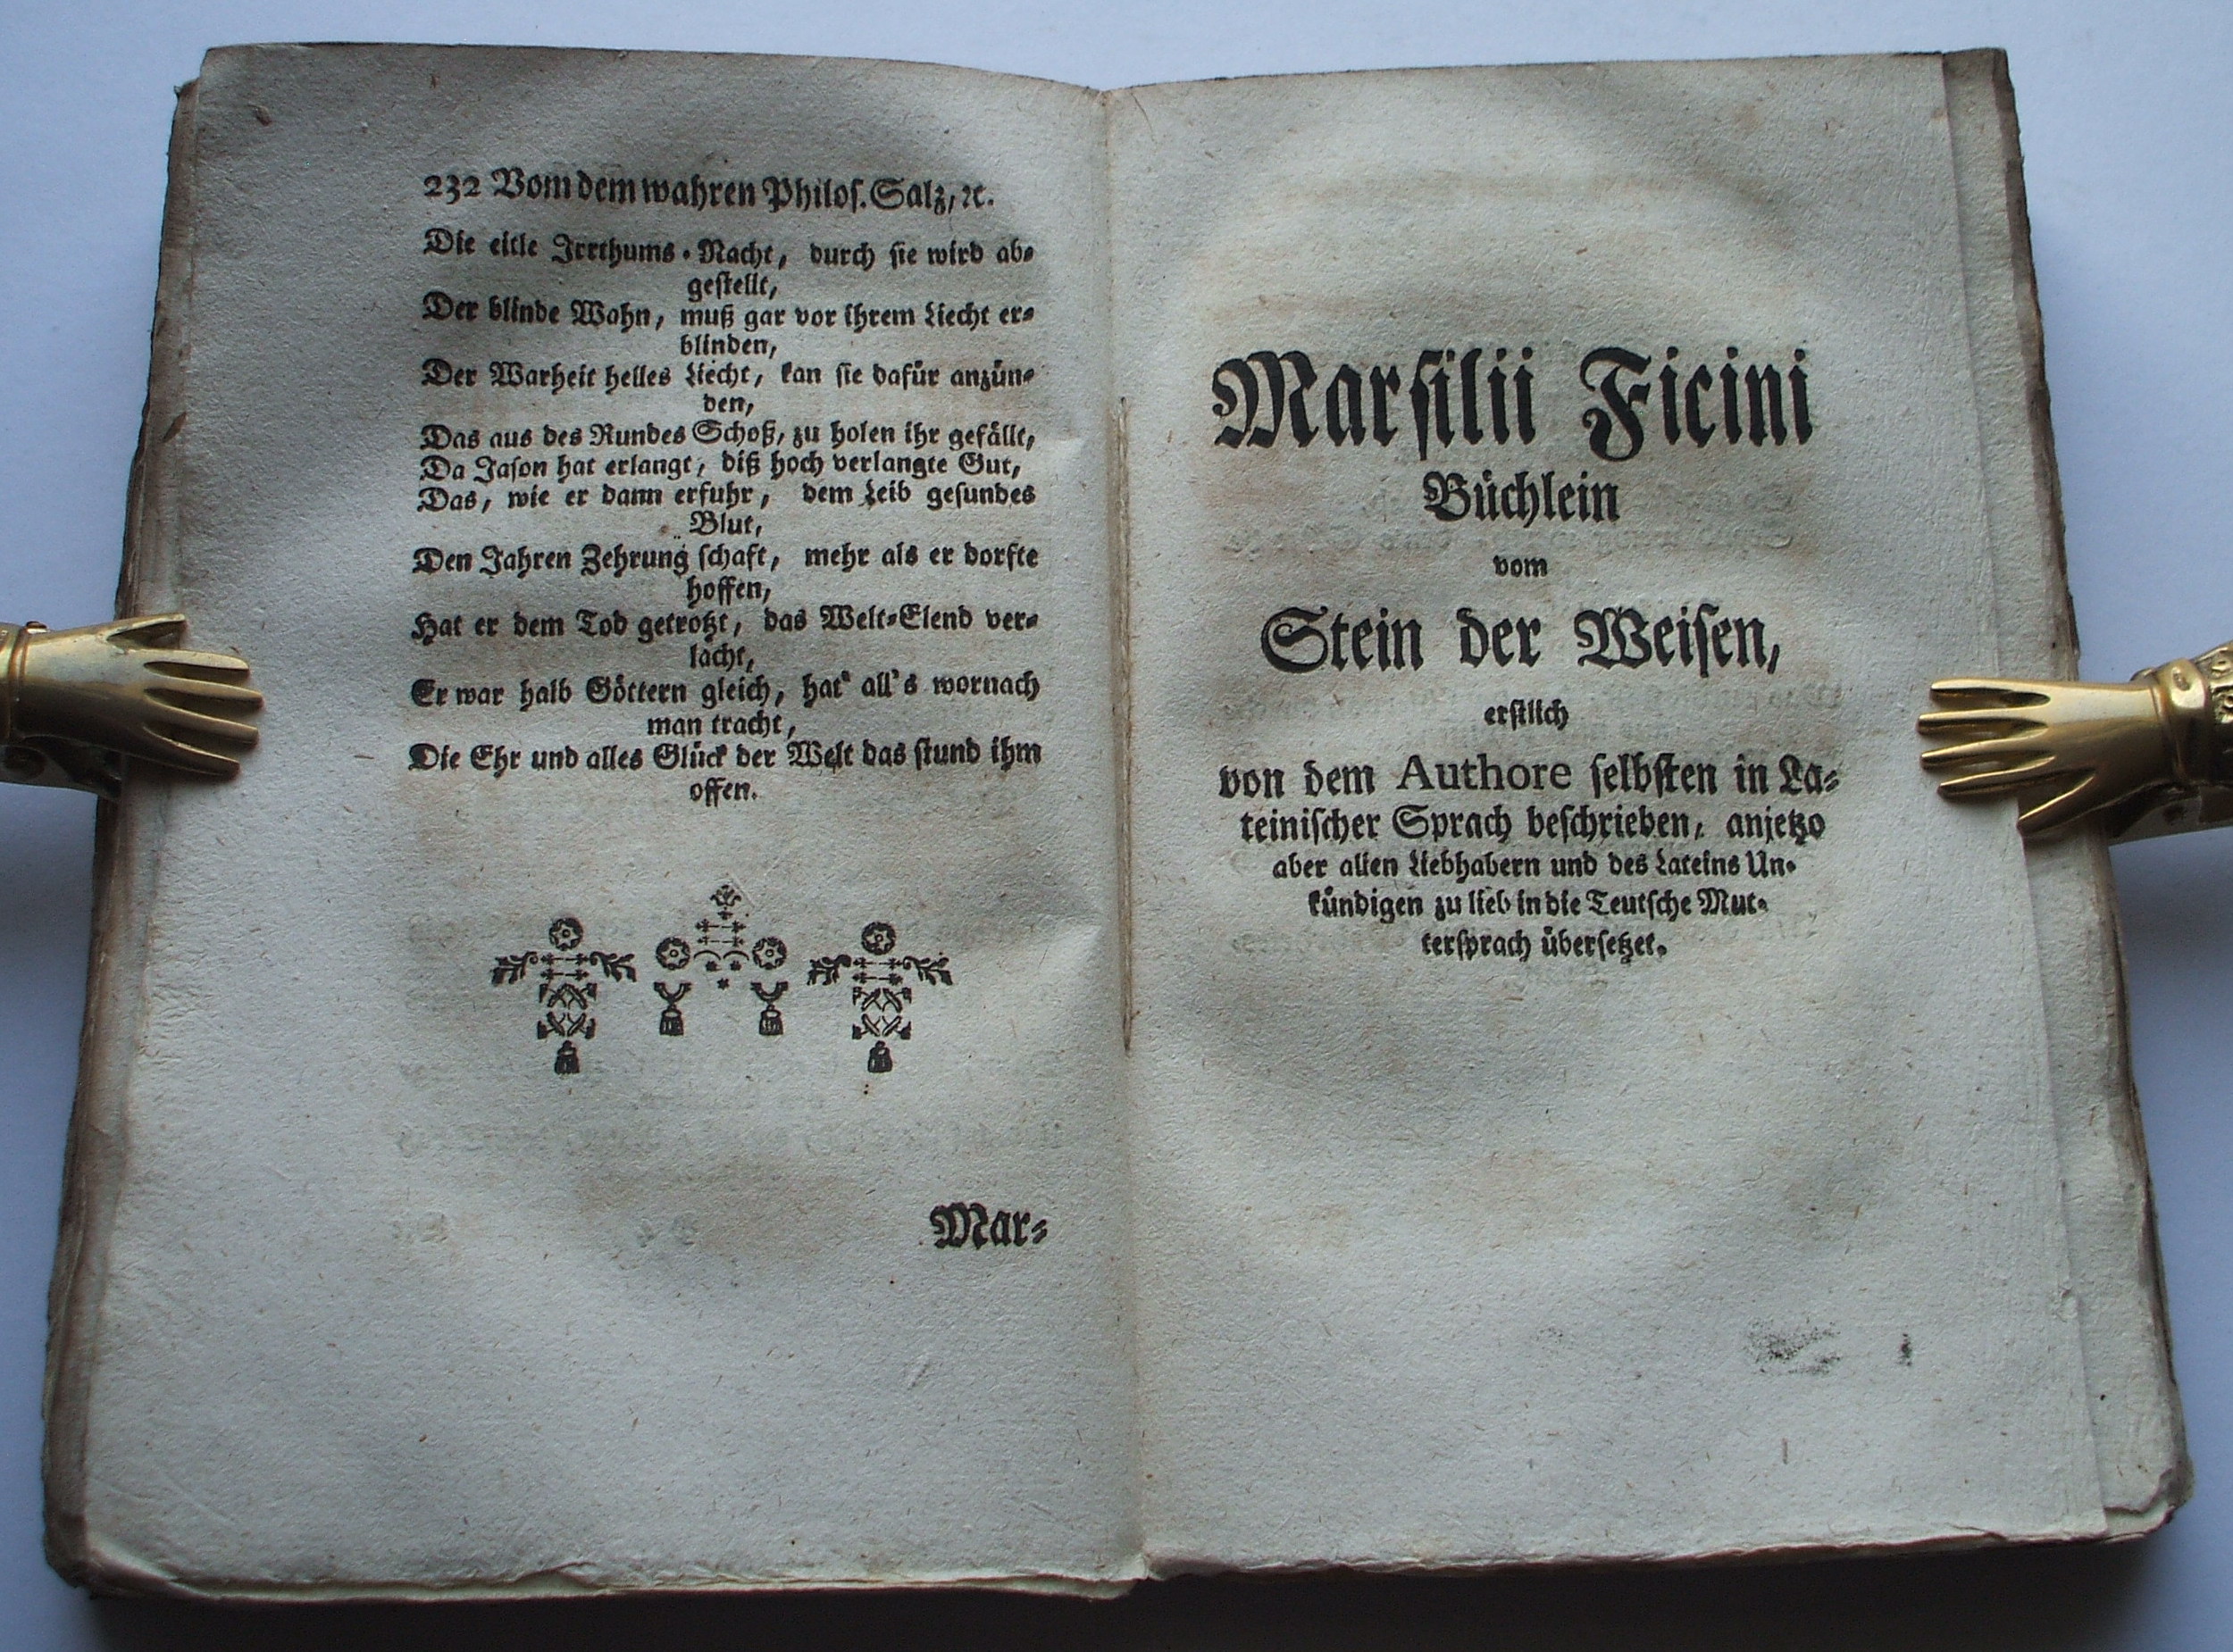 232 Vom dem wahren Philoſ. Salz, ꝛc.
Die eitle Irrthums-Nacht, durch ſie wird ab-
geſtellt,
Der blinde Wahn, muß gar vor ihrem Liecht er-
blinden,
Der Warheit helles Liecht, kan ſie dafür anzün-
den,
Das aus des Rundes Schoß, zu holen ihr gefällt,
Da Jaſon hat erlangt, diß hoch verlangte Gut,
Das, wie er dann erfuhr, dem Leib geſundes
Blut,
Den Jahren Zehrung ſchaft, mehr als er dorfte
hoffen,
Hat er dem Tod getrotzt, das Welt-Elend ver-
lacht,
Er war halb Göttern gleich, hat' all's wornach
man tracht,
Die Ehr und alles Glück der Welt das ſtund ihm
offen.
Mar-
Marſilii Ficini
Büchlein
vom
Stein der Weiſen,
erſtlich
von dem Authore ſelbſten in La-
teiniſcher Sprach beſchrieben, anjetzo
aber allen Liebhabern und des Lateins Un-
kündigen zu lieb in die Teutſche Mut-
terſprach überſetzet.